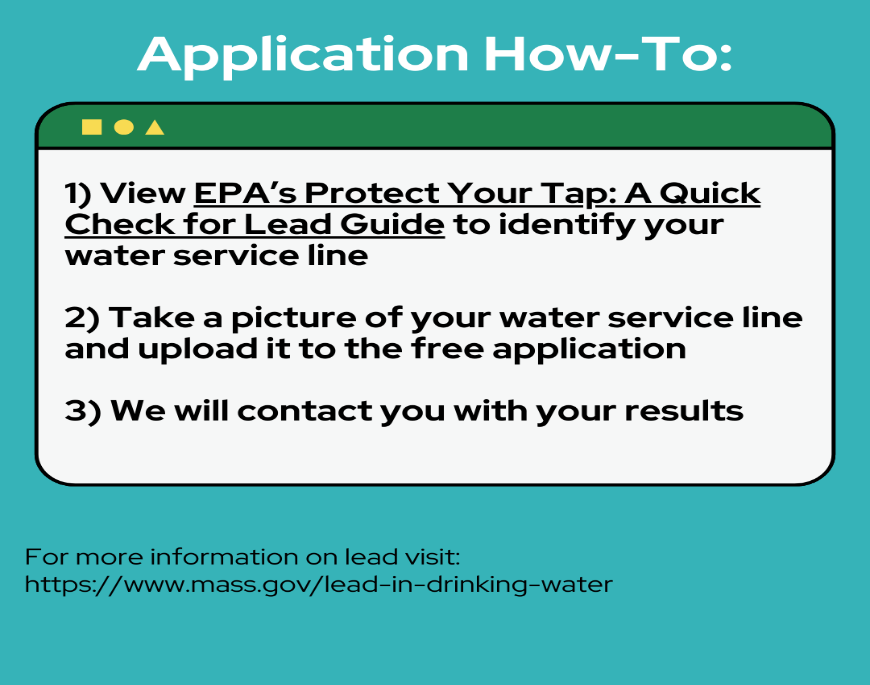 Application How-To:
1) View EPA’s Protect Your Tap: A Quick
Check for Lead Guide to identify your
water service line
2) Take a picture of your water service line
and upload it to the free application
3) We will contact you with your results
For more information on lead visit:
https://www.mass.gov/lead-in-drinking-water